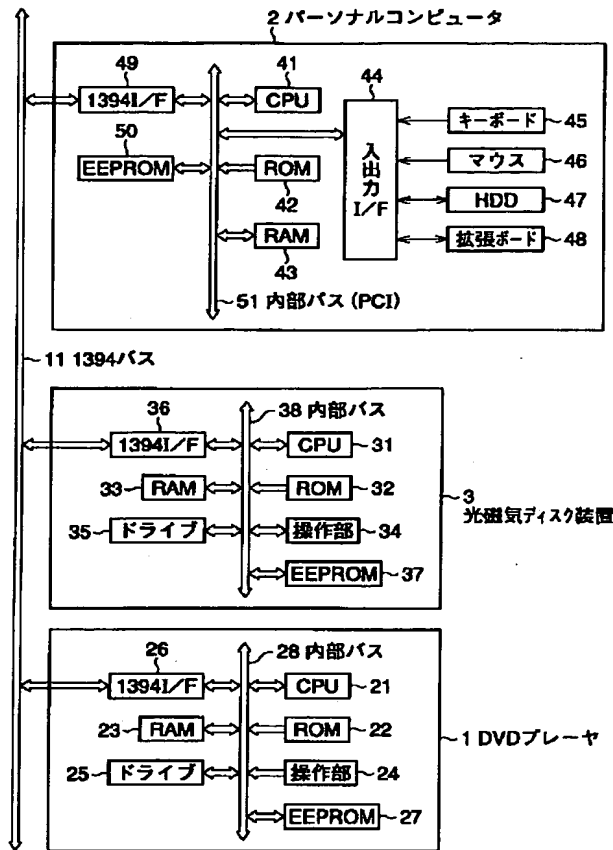 2 パーソナルコンピュータ
49
1394I/F
41
CPU
44
入出力I/F
キーボード 45
50
EEPROM
マウス 46
ROM
42
HDD 47
RAM
43
拡張ボード 48
51 内部バス (PCI)
11 1394バス
36
1394I/F
38 内部バス
CPU 31
33 RAM
ROM 32
3
光磁気ディスク装置
35 ドライブ
操作部 34
EEPROM 37
26
1394I/F
28 内部バス
CPU 21
23 RAM
ROM 22
1 DVDプレーヤ
25 ドライブ
操作部 24
EEPROM 27